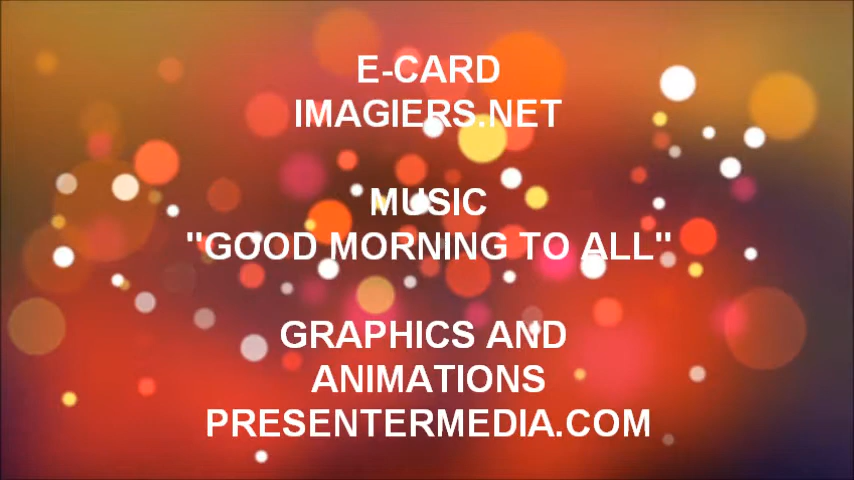 E-CARD
IMAGIERS.NET
MUSIC
"GOOD MORNING TO ALL"
GRAPHICS AND
ANIMATIONS
PRESENTERMEDIA.COM